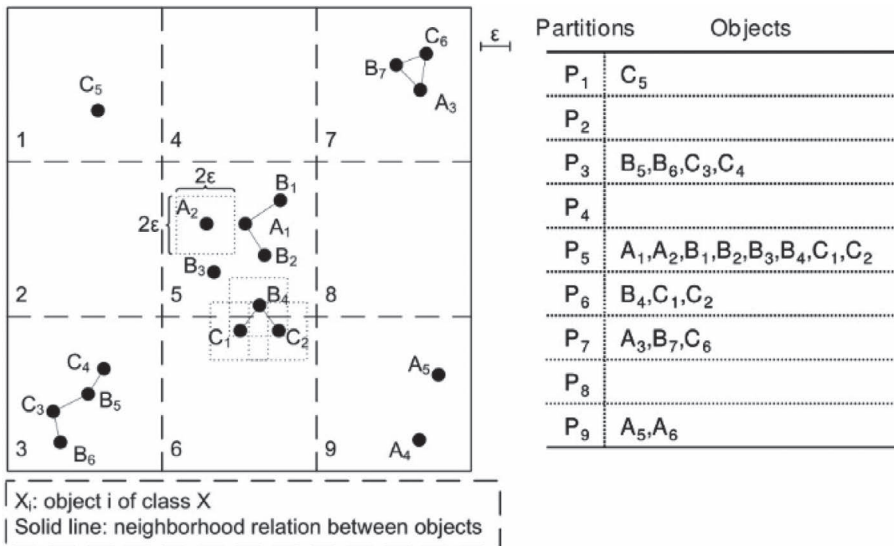 C₆
ε
B₇
A₃
C₅
1
4
7
B₁
2ε
A₂
2ε
A₁
B₂
B₃
2
5
B₄
8
C₁
C₂
C₄
A₅
C₃
B₅
B₆
A₄
3
6
9
Xᵢ: object i of class X
Solid line: neighborhood relation between objects
Partitions Objects
P₁ C₅
P₂
P₃ B₅,B₆,C₃,C₄
P₄
P₅ A₁,A₂,B₁,B₂,B₃,B₄,C₁,C₂
P₆ B₄,C₁,C₂
P₇ A₃,B₇,C₆
P₈
P₉ A₅,A₆